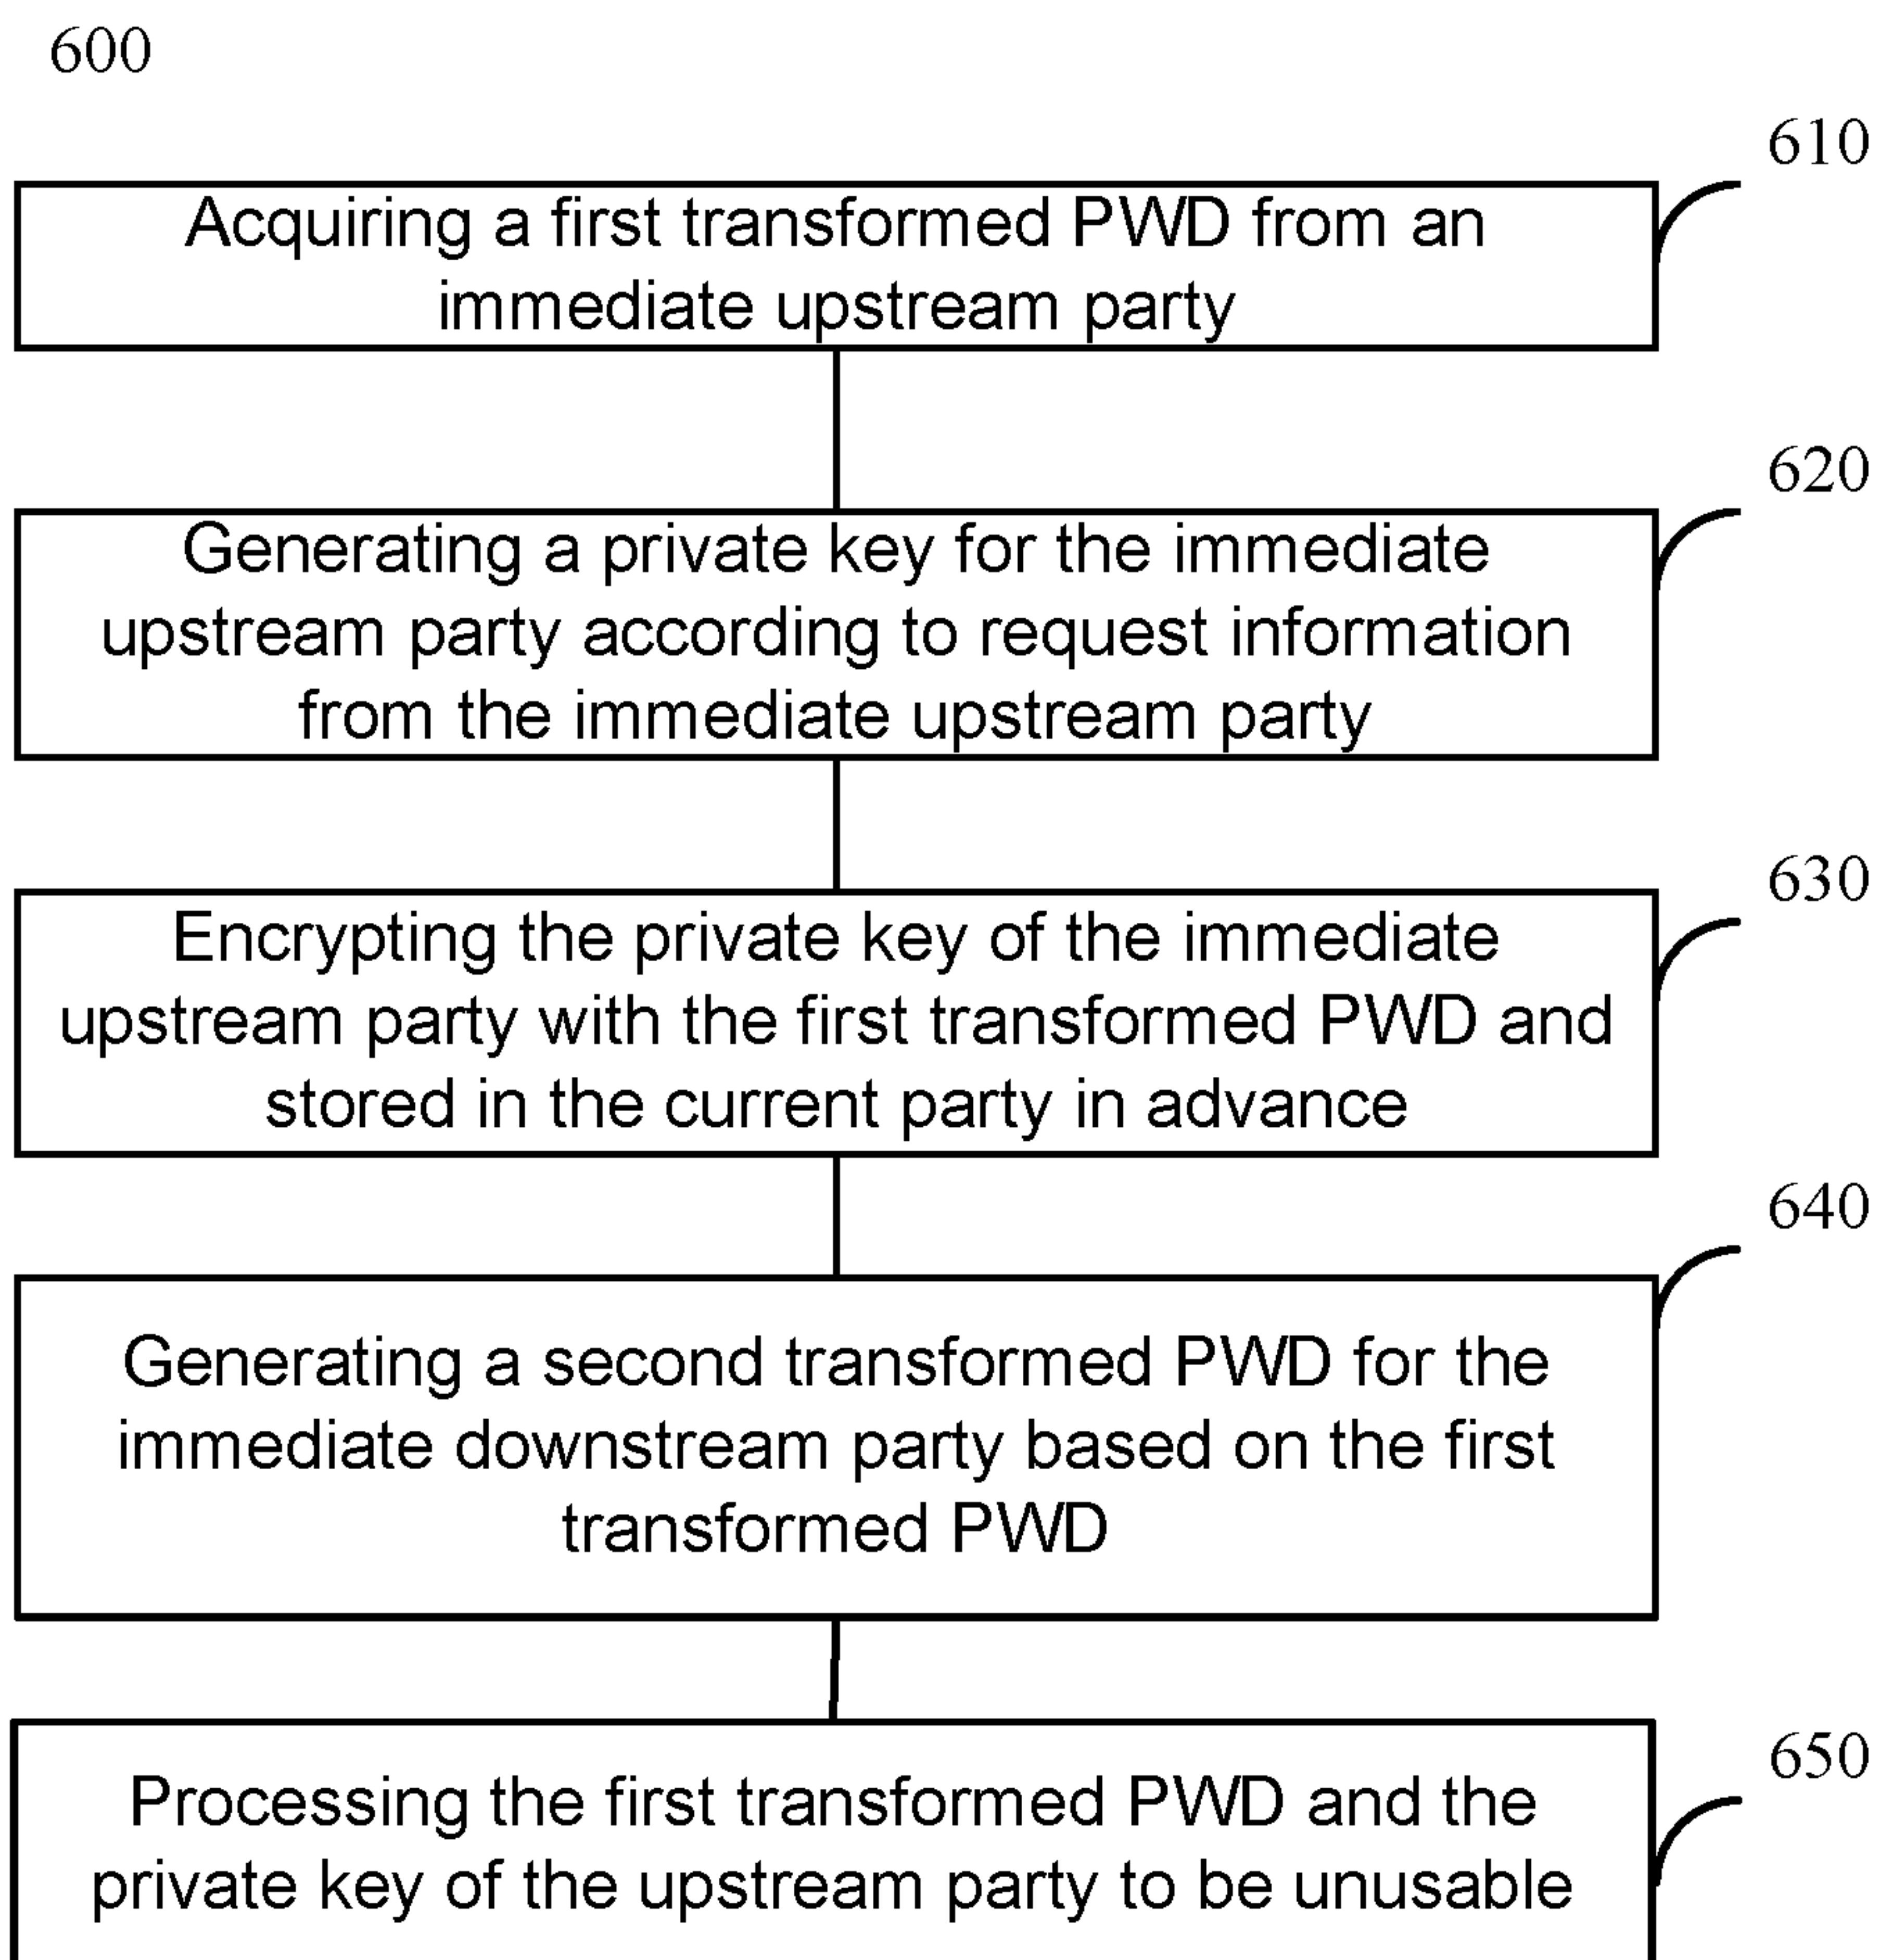 600
610
Acquiring a first transformed PWD from an
immediate upstream party
620
Generating a private key for the immediate
upstream party according to request information
from the immediate upstream party
630
Encrypting the private key of the immediate
upstream party with the first transformed PWD and
stored in the current party in advance
640
Generating a second transformed PWD for the
immediate downstream party based on the first
transformed PWD
650
Processing the first transformed PWD and the
private key of the upstream party to be unusable